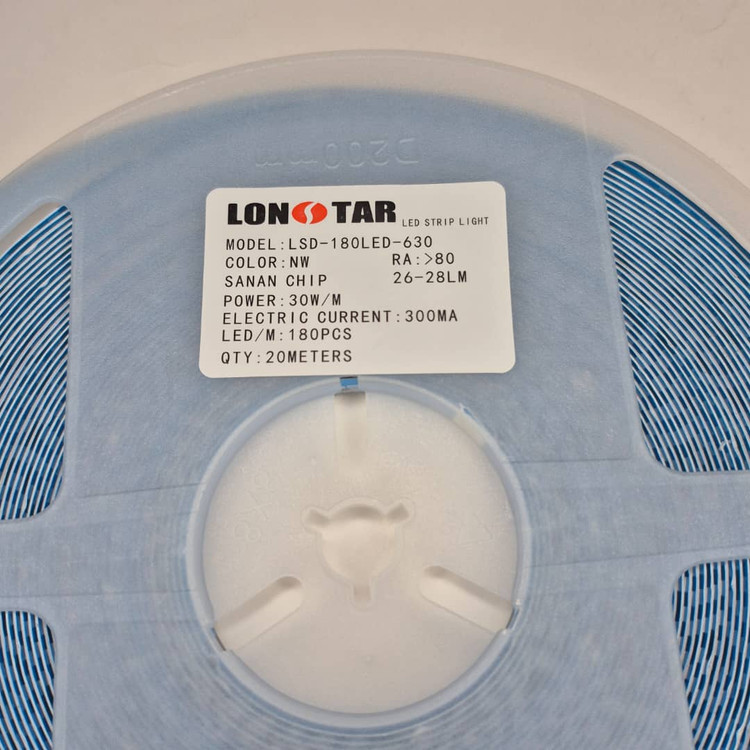 D200mm
LONSTAR LED STRIP LIGHT
MODEL:LSD-180LED-630
COLOR:NW RA:>80
SANAN CHIP 26-28LM
POWER:30W/M
ELECTRIC CURRENT:300MA
LED/M:180PCS
QTY:20METERS